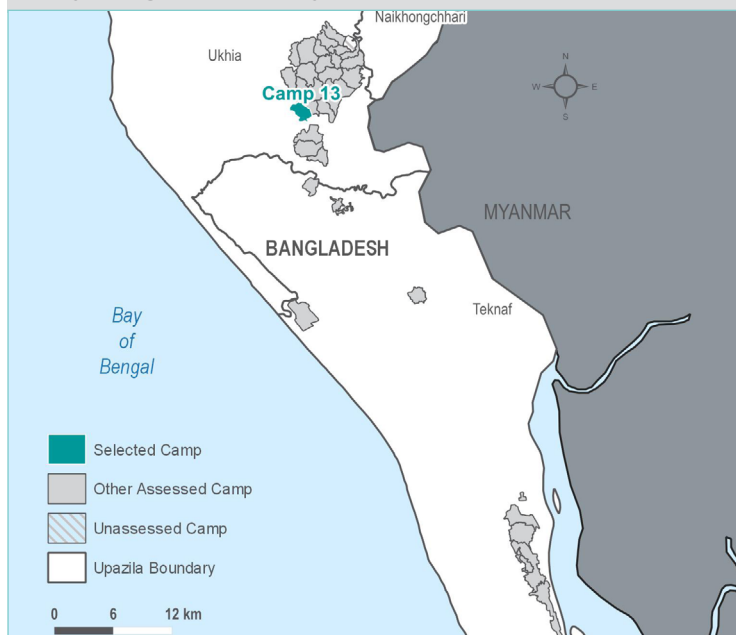 Naikhongchhari
Ukhia
Camp 13
N
W
E
S
MYANMAR
BANGLADESH
Teknaf
Bay
of
Bengal
Selected Camp
Other Assessed Camp
Unassessed Camp
Upazila Boundary
0 6 12 km